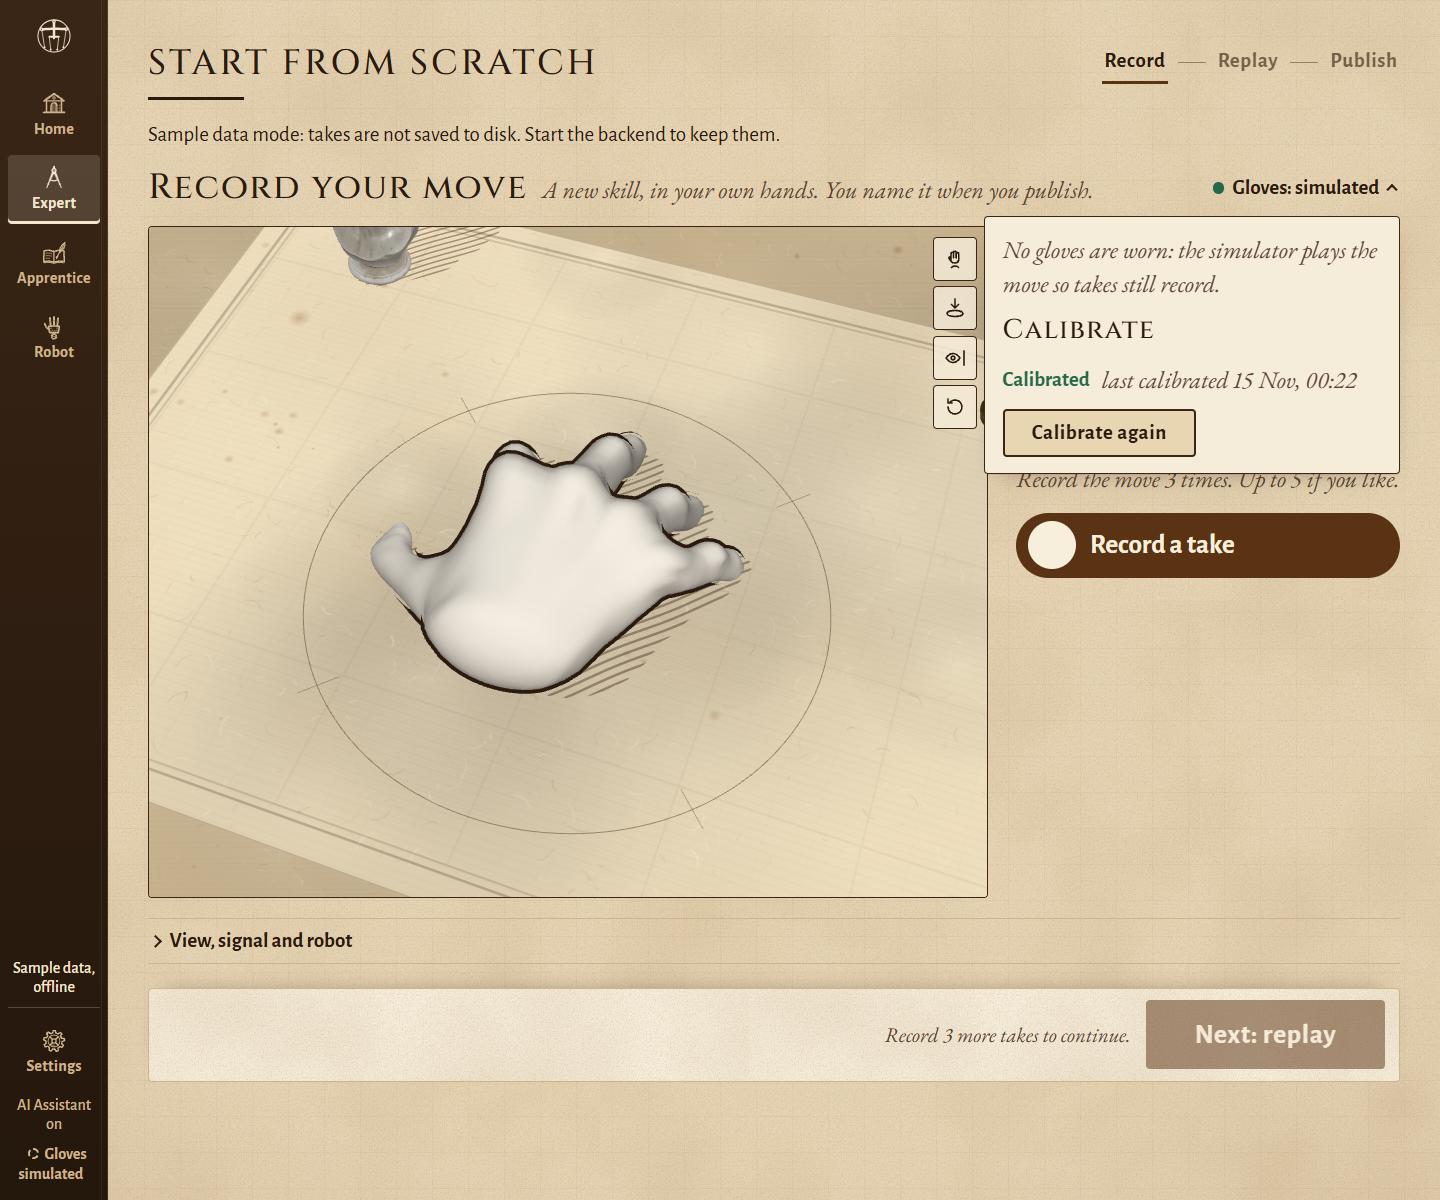 START FROM SCRATCH
Record
Replay
Publish
Home
Expert
Apprentice
Robot
Sample data mode: takes are not saved to disk. Start the backend to keep them.
RECORD YOUR MOVE
A new skill, in your own hands. You name it when you publish.
Gloves: simulated
No gloves are worn: the simulator plays the
move so takes still record.
CALIBRATE
Calibrated last calibrated 15 Nov, 00:22
Calibrate again
Record the move 3 times. Up to 5 if you like.
Record a take
View, signal and robot
Record 3 more takes to continue.
Next: replay
Sample data,
offline
Settings
AI Assistant
on
Gloves
simulated